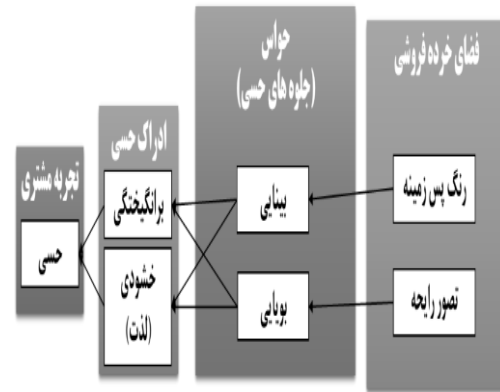 فضای خرده فروشی
رنگ پس زمینه
تصور رایحه
حواس
(جلوه های حسی)
بینایی
بویایی
ادراک حسی
برانگیختگی
خشودی
(لذت)
تجربه مشتری
حسی